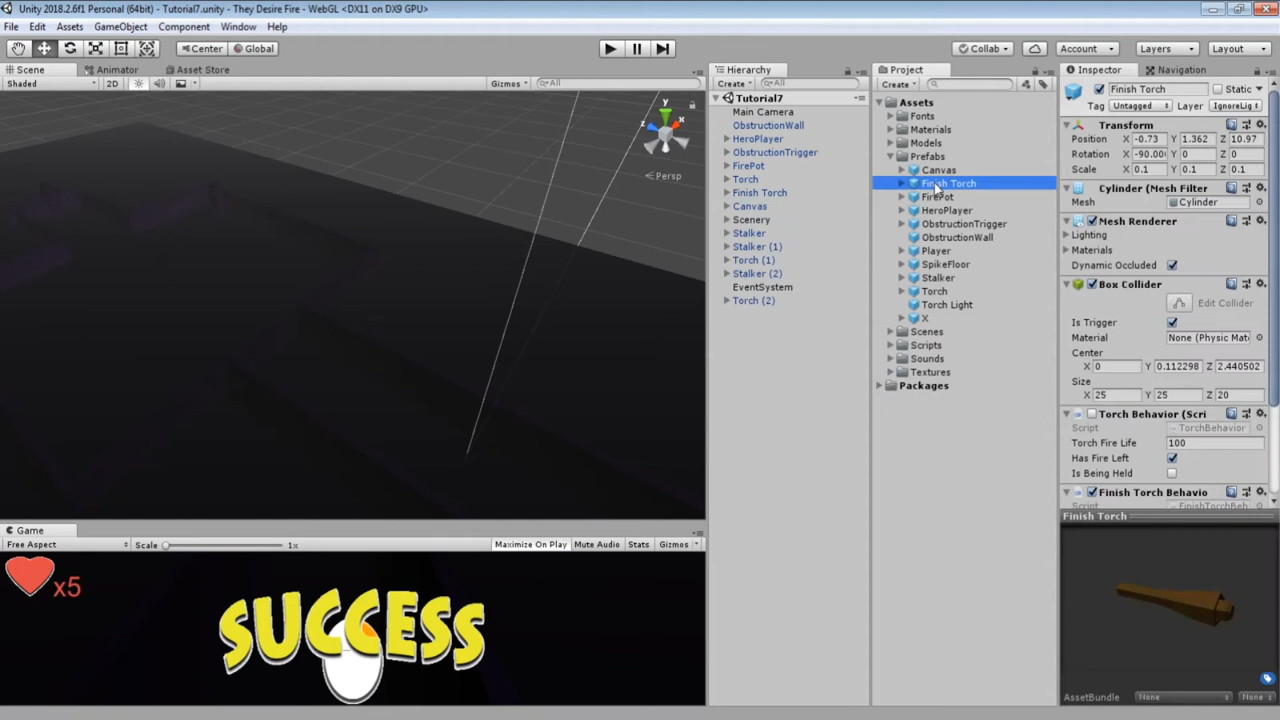 Unity 2018.2.6f1 Personal (64bit) - Tutorial7.unity - They Desire Fire - WebGL <DX11 on DX9 GPU>
File Edit Assets GameObject Component Window Help
Center Global Collab Account Layers Layout
Scene Animator Asset Store
Shaded 2D Gizmos All
y
z x
Persp
Game
Free Aspect Scale 1x Maximize On Play Mute Audio Stats Gizmos
x5
SUCCESS
Hierarchy
Create All
Tutorial7
Main Camera
ObstructionWall
HeroPlayer
ObstructionTrigger
FirePot
Torch
Finish Torch
Canvas
Scenery
Stalker
Stalker (1)
Torch (1)
Stalker (2)
EventSystem
Torch (2)
Project
Create
Assets
Fonts
Materials
Models
Prefabs
Canvas
Finish Torch
FirePot
HeroPlayer
ObstructionTrigger
ObstructionWall
Player
SpikeFloor
Stalker
Torch
Torch Light
X
Scenes
Scripts
Sounds
Textures
Packages
Inspector Navigation
Finish Torch Static
Tag Untagged Layer IgnoreLig
Transform
Position X -0.73 Y 1.362 Z 10.97
Rotation X -90.00 Y 0 Z 0
Scale X 0.1 Y 0.1 Z 0.1
Cylinder (Mesh Filter
Mesh Cylinder
Mesh Renderer
Lighting
Materials
Dynamic Occluded
Box Collider
Edit Collider
Is Trigger
Material None (Physic Mat
Center
X 0 Y 0.112298 Z 2.440502
Size
X 25 Y 25 Z 20
Torch Behavior (Scri
Script TorchBehavior
Torch Fire Life 100
Has Fire Left
Is Being Held
Finish Torch Behavio
Script FinishTorchBeh
Finish Torch
AssetBundle None None